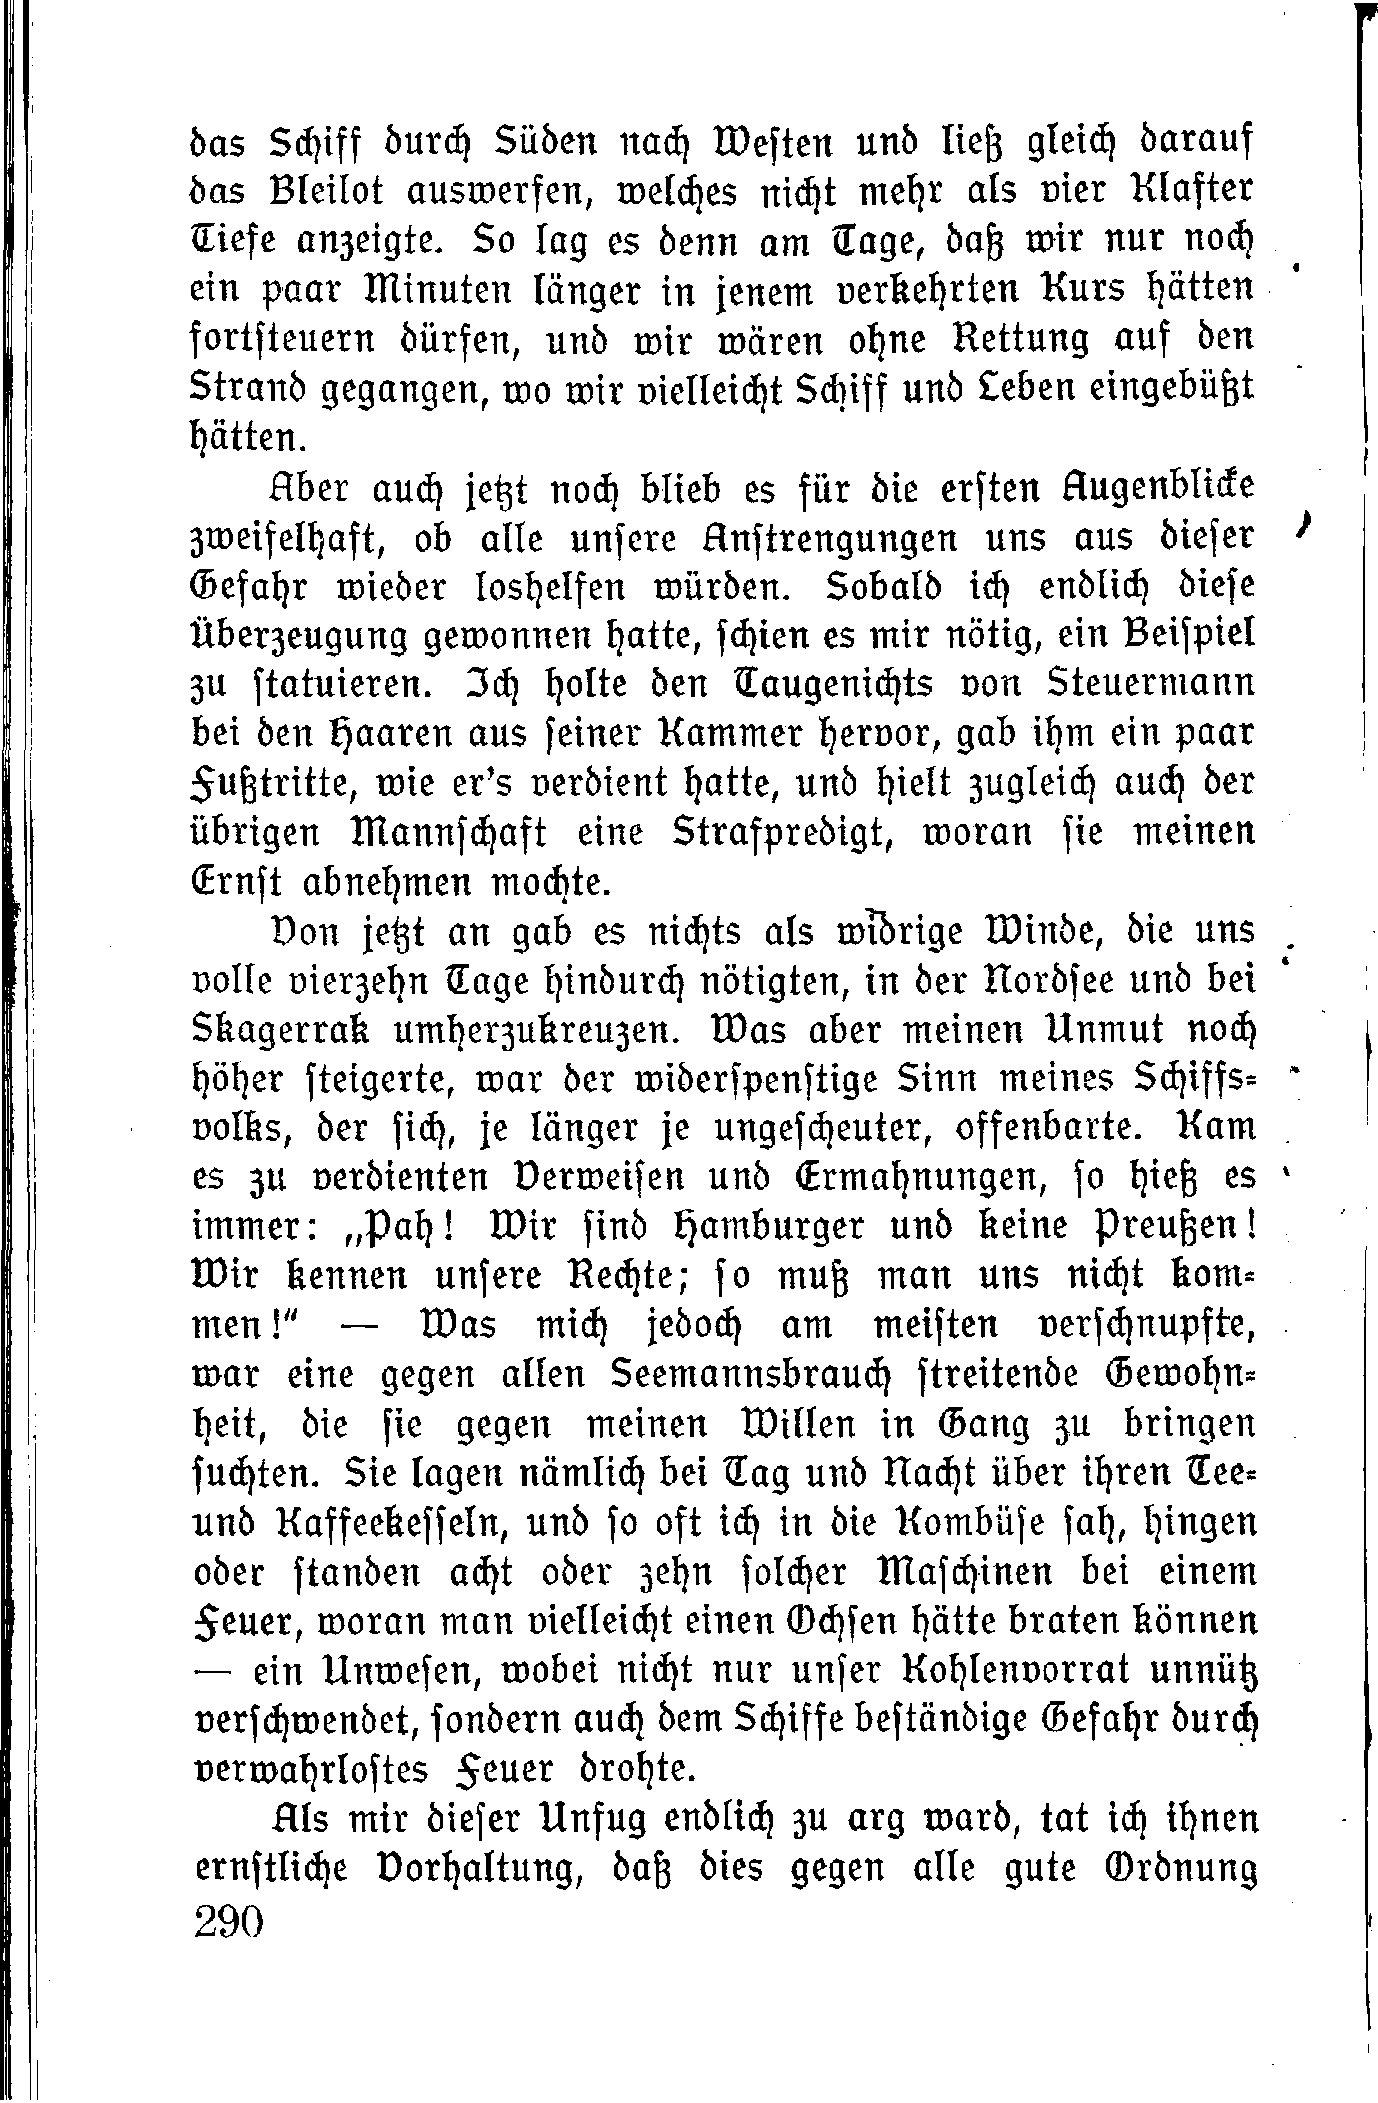 das Schiff durch Süden nach Westen und ließ gleich darauf
das Bleilot auswerfen, welches nicht mehr als vier Klafter
Tiefe anzeigte. So lag es denn am Tage, daß wir nur noch
ein paar Minuten länger in jenem verkehrten Kurs hätten
fortsteuern dürfen, und wir wären ohne Rettung auf den
Strand gegangen, wo wir vielleicht Schiff und Leben eingebüßt
hätten.
Aber auch jetzt noch blieb es für die ersten Augenblicke
zweifelhaft, ob alle unsere Anstrengungen uns aus dieser
Gefahr wieder loshelfen würden. Sobald ich endlich diese
Überzeugung gewonnen hatte, schien es mir nötig, ein Beispiel
zu statuieren. Ich holte den Taugenichts von Steuermann
bei den Haaren aus seiner Kammer hervor, gab ihm ein paar
Fußtritte, wie er's verdient hatte, und hielt zugleich auch der
übrigen Mannschaft eine Strafpredigt, woran sie meinen
Ernst abnehmen mochte.
Von jetzt an gab es nichts als widrige Winde, die uns
volle vierzehn Tage hindurch nötigten, in der Nordsee und bei
Skagerrak umherzukreuzen. Was aber meinen Unmut noch
höher steigerte, war der widerspenstige Sinn meines Schiffs-
volks, der sich, je länger je ungescheuter, offenbarte. Kam
es zu verdienten Verweisen und Ermahnungen, so hieß es
immer: „Pah! Wir sind Hamburger und keine Preußen!
Wir kennen unsere Rechte; so muß man uns nicht kom-
men!“ — Was mich jedoch am meisten verschnupfte,
war eine gegen allen Seemannsbrauch streitende Gewohn-
heit, die sie gegen meinen Willen in Gang zu bringen
suchten. Sie lagen nämlich bei Tag und Nacht über ihren Tee-
und Kaffeekesseln, und so oft ich in die Kombüse sah, hingen
oder standen acht oder zehn solcher Maschinen bei einem
Feuer, woran man vielleicht einen Ochsen hätte braten können
— ein Unwesen, wobei nicht nur unser Kohlenvorrat unnütz
verschwendet, sondern auch dem Schiffe beständige Gefahr durch
verwahrlostes Feuer drohte.
Als mir dieser Unfug endlich zu arg ward, tat ich ihnen
ernstliche Vorhaltung, daß dies gegen alle gute Ordnung
290